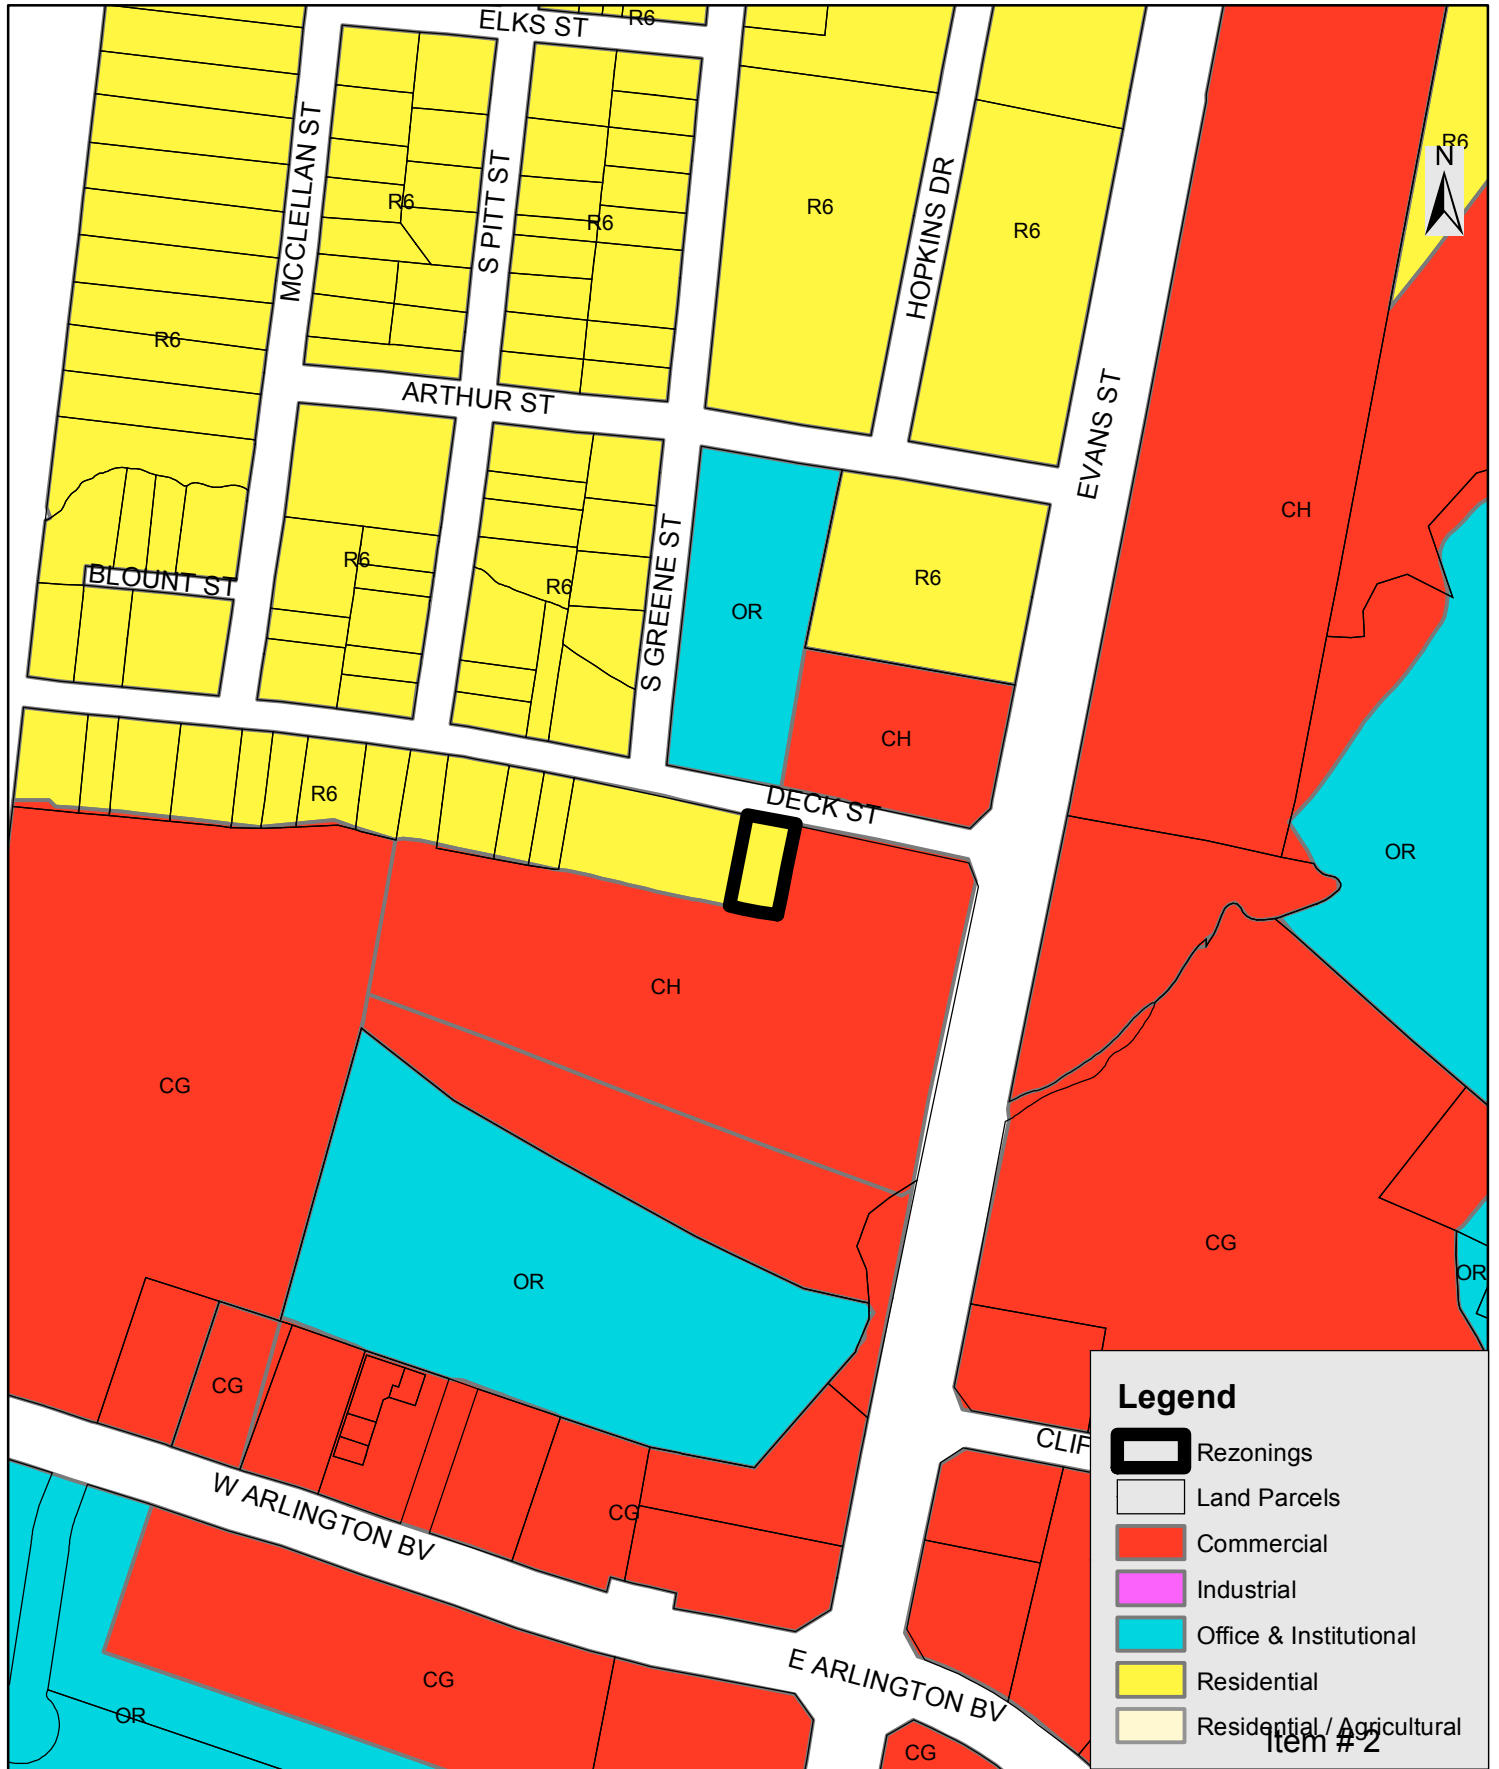 ELKS ST
R6
R6
N
MCCLELLAN ST
S PITT ST
HOPKINS DR
R6
R6
R6
R6
R6
EVANS ST
ARTHUR ST
CH
BLOUNT ST
R6
R6
S GREENE ST
OR
R6
CH
R6
DECK ST
OR
CH
CG
CG
OR
OR
CG
CLIF
W ARLINGTON BV
CG
E ARLINGTON BV
CG
OR
CG
Legend
Rezonings
Land Parcels
Commercial
Industrial
Office & Institutional
Residential
Residential / Agricultural
Item # 2